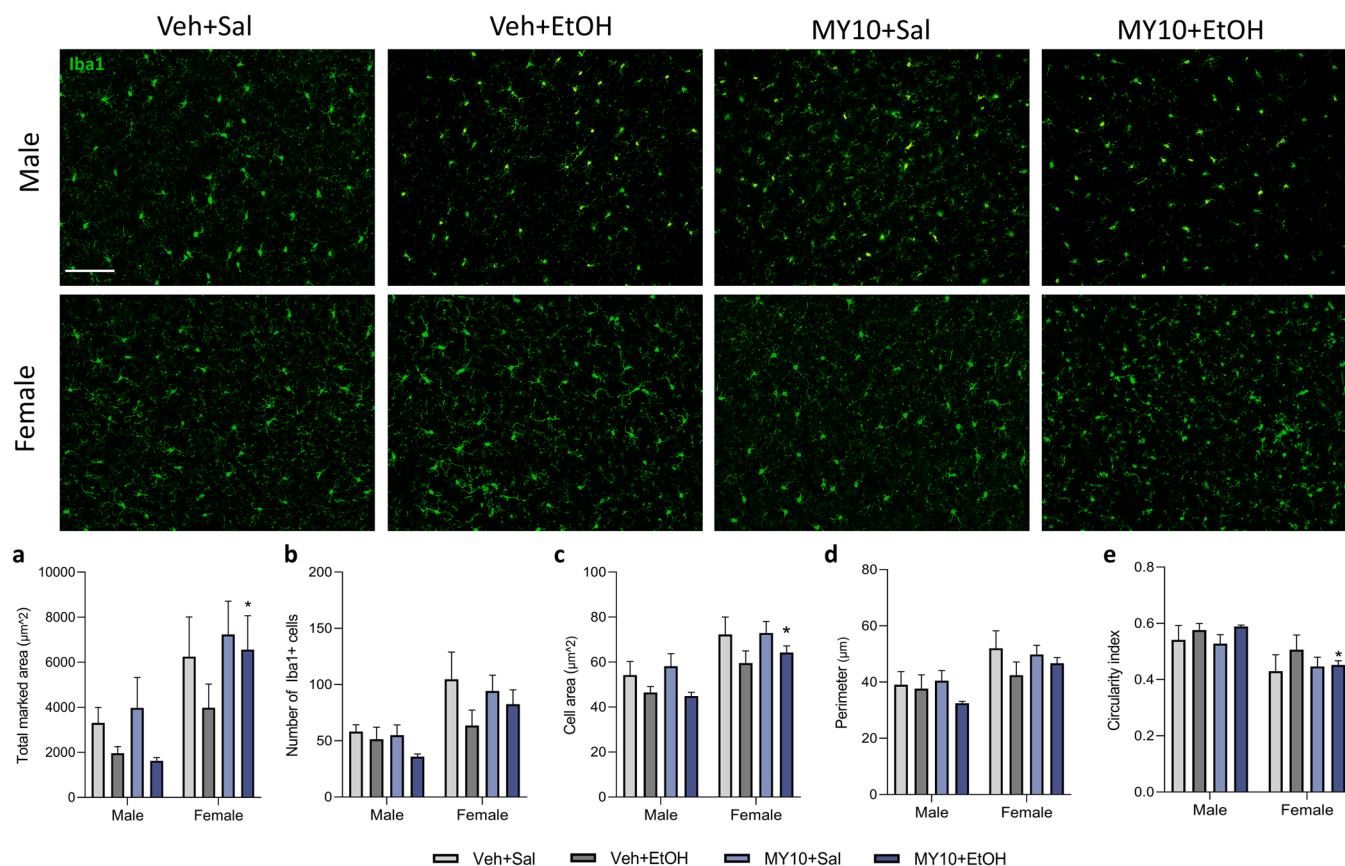 Veh+Sal Veh+EtOH MY10+Sal MY10+EtOH
Iba1
Male
Female
a
10000
8000
6000
4000
2000
0
Total marked area (µm^2)
*
Male Female
b
200
150
100
50
0
Number of Iba1+ cells
Male Female
c
100
80
60
40
20
0
Cell area (µm^2)
*
Male Female
d
80
60
40
20
0
Perimeter (µm)
Male Female
e
0.8
0.6
0.4
0.2
0.0
Circularity index
*
Male Female
Veh+Sal Veh+EtOH MY10+Sal MY10+EtOH